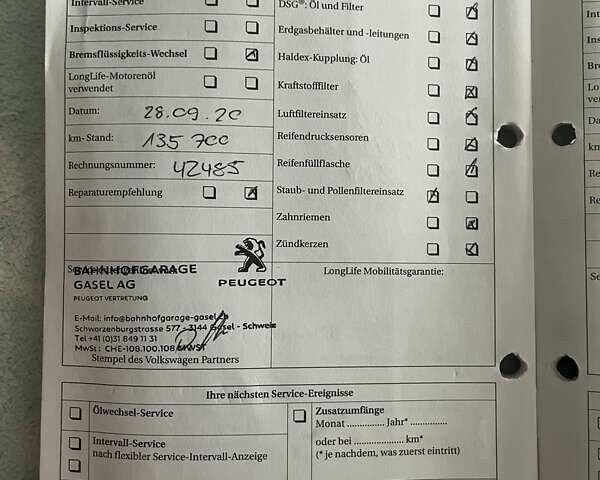 Intervall-Service
Inspektions-Service
Bremsflüssigkeits-Wechsel
LongLife-Motorenöl
verwendet
Datum: 28.09.20
km-Stand: 135 700
Rechnungsnummer: 42485
Reparaturempfehlung
DSG®: Öl und Filter
Erdgasbehälter und -leitungen
Haldex-Kupplung: Öl
Kraftstofffilter
Luftfiltereinsatz
Reifendrucksensoren
Reifenfüllflasche
Staub- und Pollenfiltereinsatz
Zahnriemen
Zündkerzen
BAHNHOFGARAGE
GASEL AG
PEUGEOT VERTRETUNG
PEUGEOT
E-Mail: info@bahnhofgarage-gasel.
Schwarzenburgstrasse 577 - 3144 Gasel - Schweiz
Tel +41 (0)31 849 11 31
MwSt : CHE-108.100.108 MWST
Stempel des Volkswagen Partners
LongLife Mobilitätsgarantie:
Ihre nächsten Service-Ereignisse
Ölwechsel-Service
Intervall-Service
nach flexibler Service-Intervall-Anzeige
Zusatzumfänge
Monat ............... Jahr* ...............
oder bei .................... km*
(* je nachdem, was zuerst eintritt)